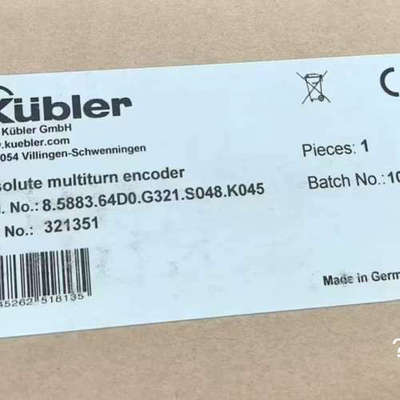 Kübler
Kübler GmbH
.kuebler.com
054 Villingen-Schwenningen
solute multiturn encoder
. No.: 8.5883.64D0.G321.S048.K045
No.: 321351
Pieces: 1
Batch No.: 10
Made in Germ
45262 518135